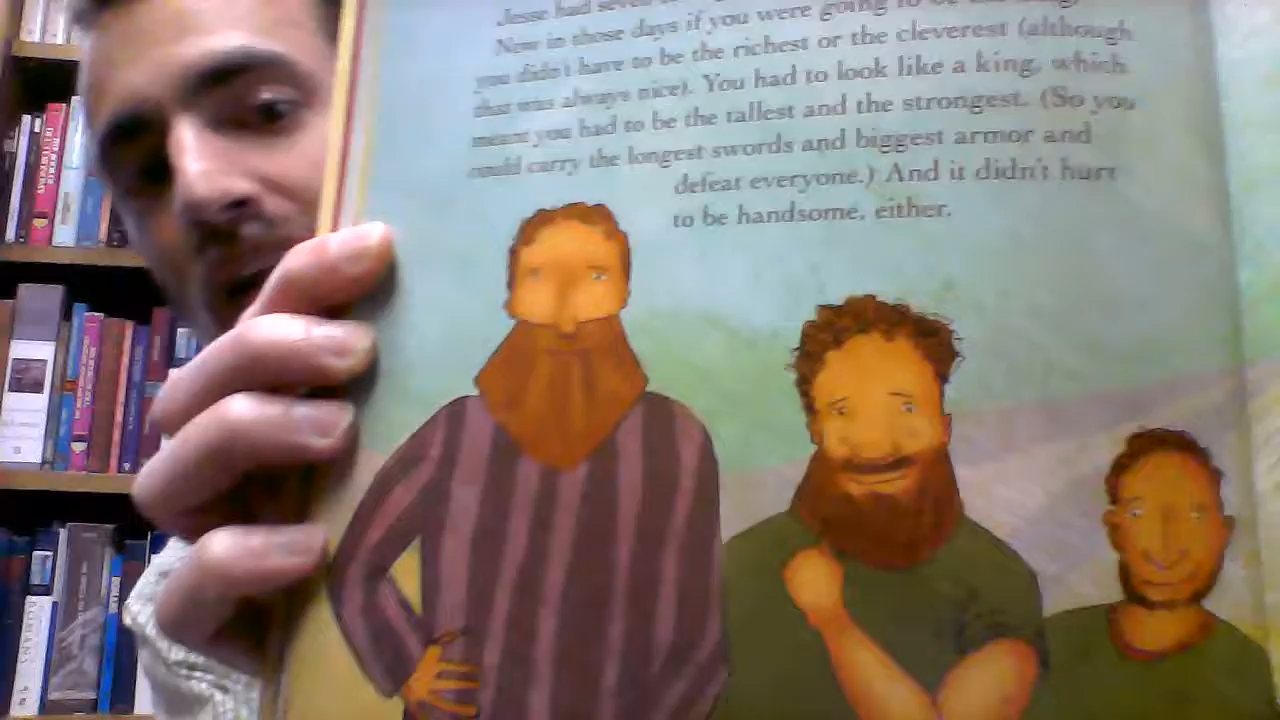 Jesse had seven
Now in those days if you were going to be
you didn't have to be the richest or the cleverest (although
that was always nice). You had to look like a king, which
meant you had to be the tallest and the strongest. (So you
could carry the longest swords and biggest armor and
defeat everyone.) And it didn't hurt
to be handsome, either.
ROMANS